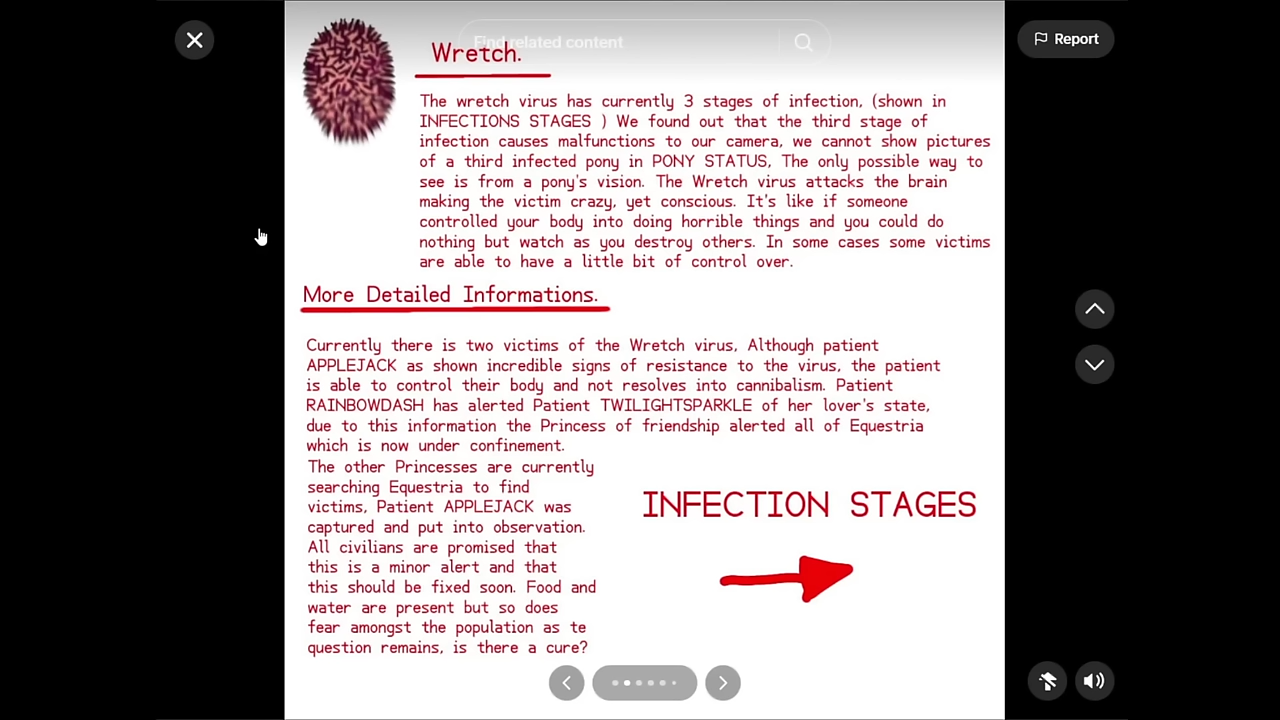 Find related content
Report
Wretch.
The wretch virus has currently 3 stages of infection, (shown in
INFECTIONS STAGES ) We found out that the third stage of
infection causes malfunctions to our camera, we cannot show pictures
of a third infected pony in PONY STATUS, The only possible way to
see is from a pony's vision. The Wretch virus attacks the brain
making the victim crazy, yet conscious. It's like if someone
controlled your body into doing horrible things and you could do
nothing but watch as you destroy others. In some cases some victims
are able to have a little bit of control over.
More Detailed Informations.
Currently there is two victims of the Wretch virus, Although patient
APPLEJACK as shown incredible signs of resistance to the virus, the patient
is able to control their body and not resolves into cannibalism. Patient
RAINBOWDASH has alerted Patient TWILIGHTSPARKLE of her lover's state,
due to this information the Princess of friendship alerted all of Equestria
which is now under confinement.
The other Princesses are currently
searching Equestria to find
victims, Patient APPLEJACK was
captured and put into observation.
All civilians are promised that
this is a minor alert and that
this should be fixed soon. Food and
water are present but so does
fear amongst the population as te
question remains, is there a cure?
INFECTION STAGES